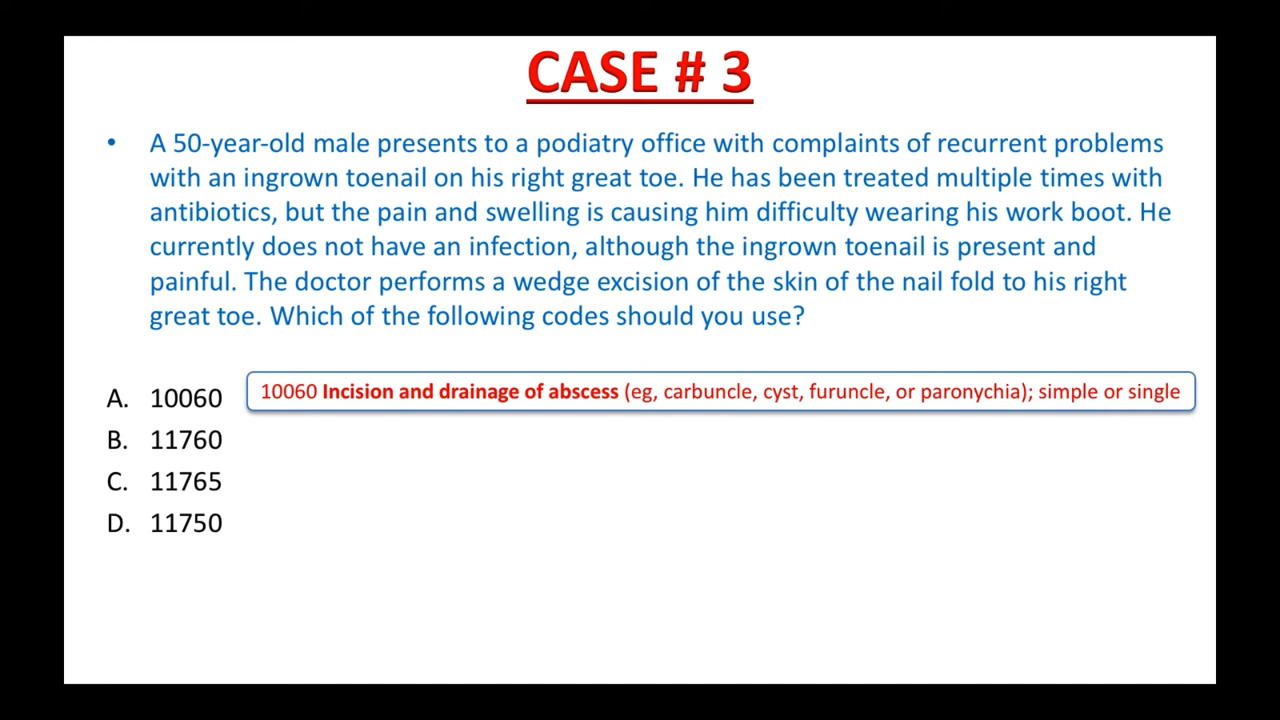 CASE # 3
• A 50-year-old male presents to a podiatry office with complaints of recurrent problems
with an ingrown toenail on his right great toe. He has been treated multiple times with
antibiotics, but the pain and swelling is causing him difficulty wearing his work boot. He
currently does not have an infection, although the ingrown toenail is present and
painful. The doctor performs a wedge excision of the skin of the nail fold to his right
great toe. Which of the following codes should you use?
A. 10060
10060 Incision and drainage of abscess (eg, carbuncle, cyst, furuncle, or paronychia); simple or single
B. 11760
C. 11765
D. 11750